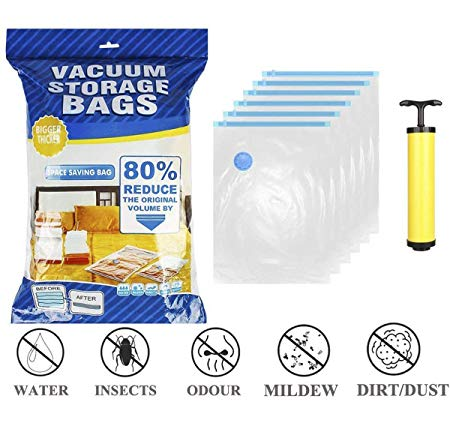 VACUUM
STORAGE
BAGS
BIGGER
THICKER
SPACE SAVING BAG
80%
REDUCE
THE ORIGINAL
VOLUME BY
BEFORE
AFTER
WATER
INSECTS
ODOUR
MILDEW
DIRT/DUST